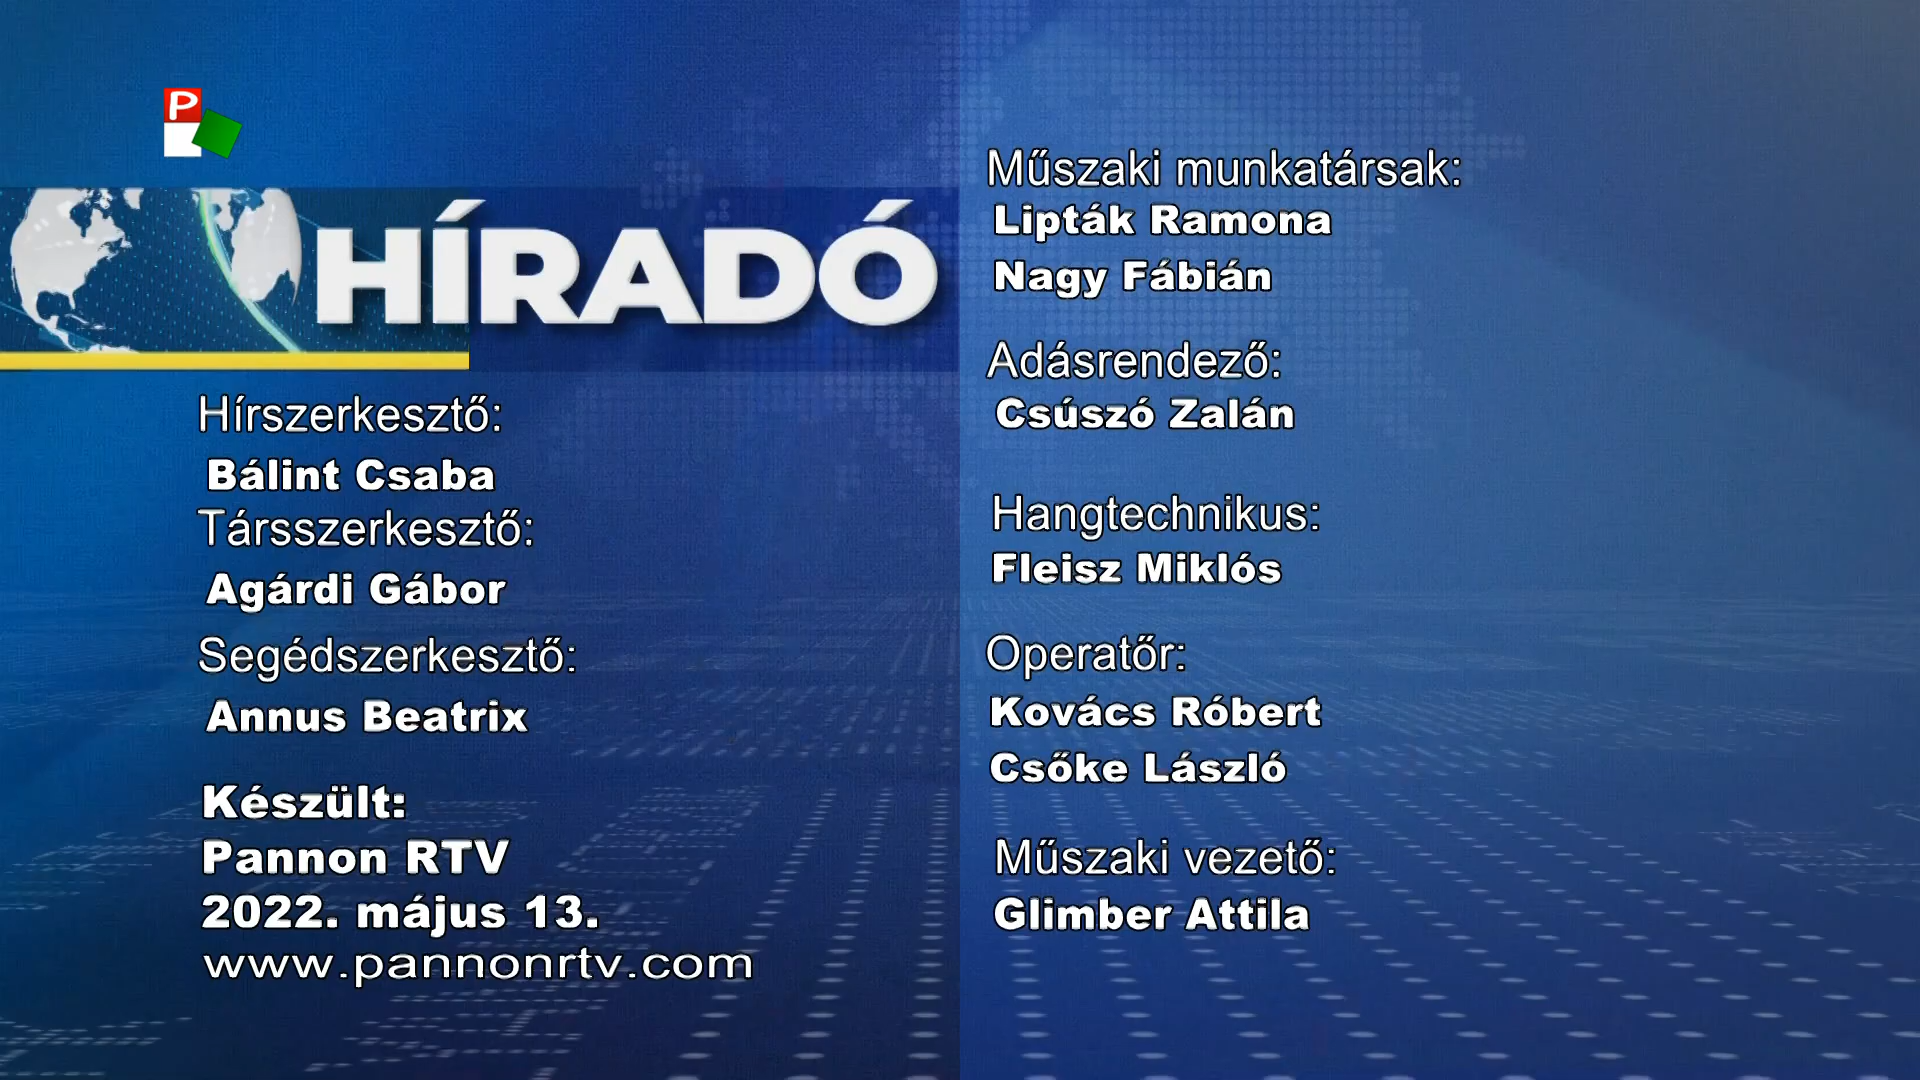 P
HÍRADÓ
Hírszerkesztő:
Bálint Csaba
Társszerkesztő:
Agárdi Gábor
Segédszerkesztő:
Annus Beatrix
Készült:
Pannon RTV
2022. május 13.
www.pannonrtv.com
Műszaki munkatársak:
Lipták Ramona
Nagy Fábián
Adásrendező:
Csúszó Zalán
Hangtechnikus:
Fleisz Miklós
Operatőr:
Kovács Róbert
Csőke László
Műszaki vezető:
Glimber Attila